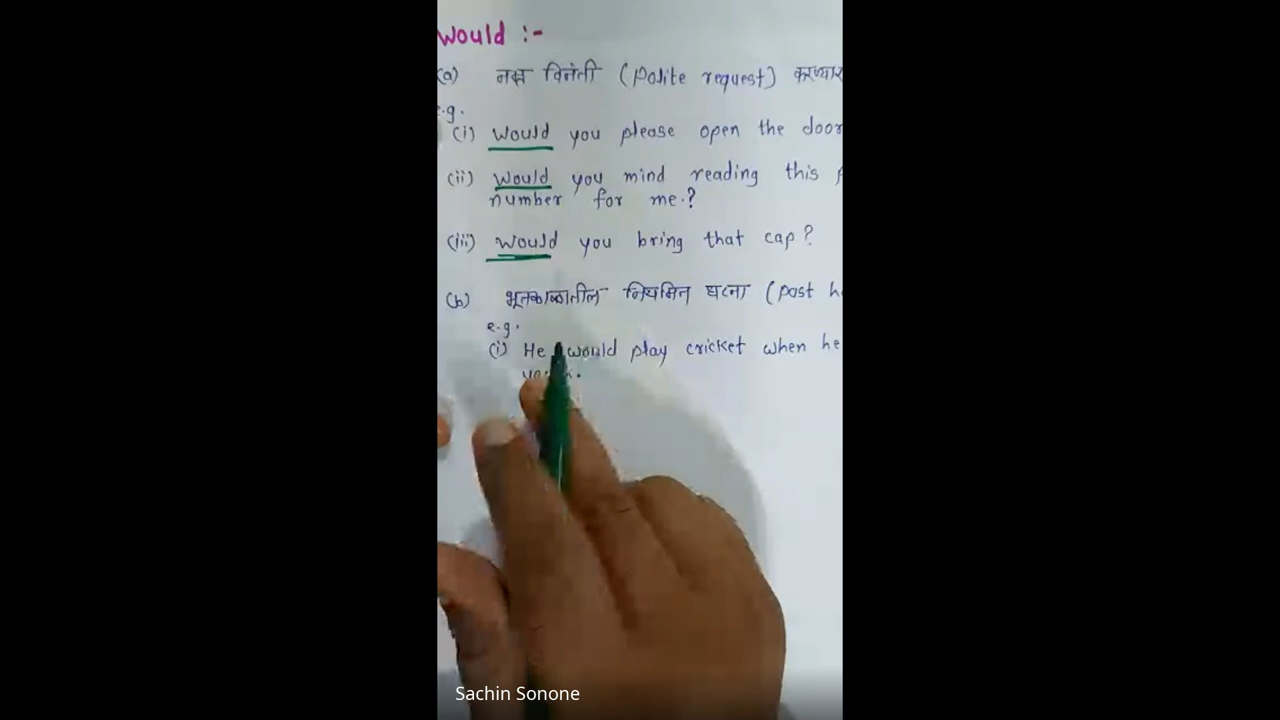 Would :-
(a) नम्र विनंती (Polite request)
e.g.
(i) Would you please open the door
(ii) Would you mind reading this
number for me.?
(iii) Would you bring that cap?
(b) भूतकाळातील नियमित घटना (past
e.g.
(i) He would play cricket when he
Sachin Sonone